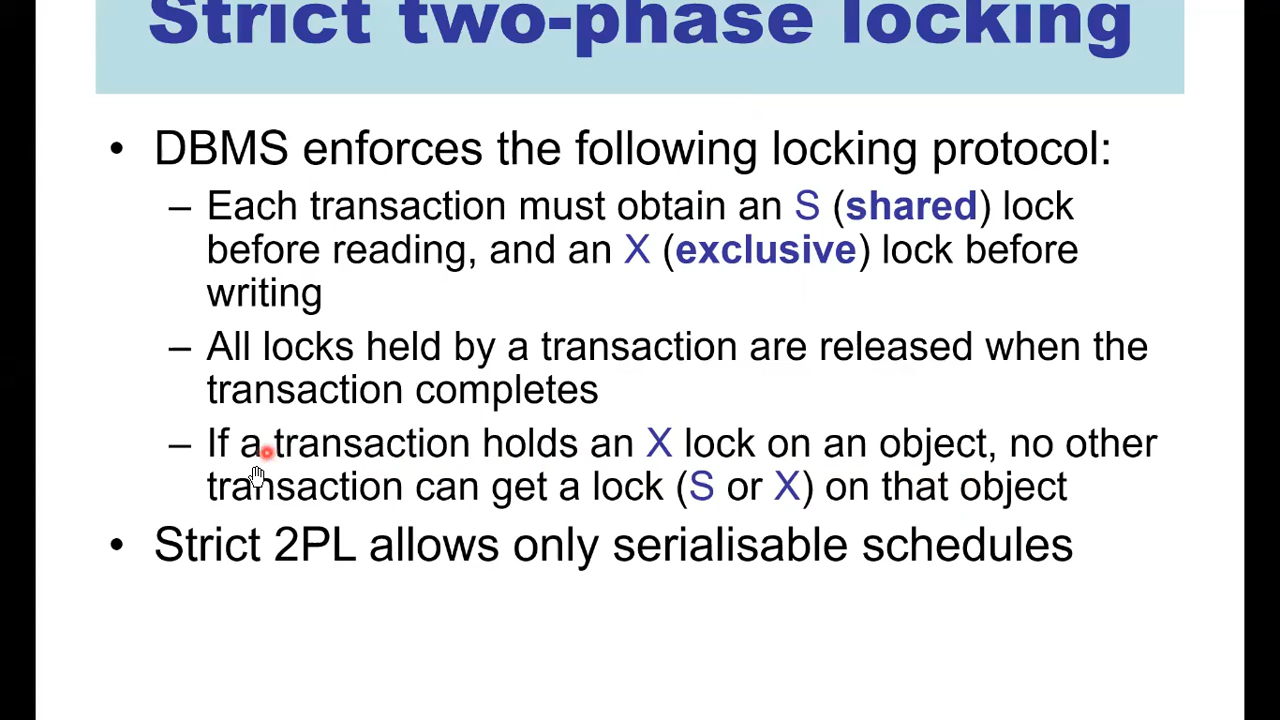 Strict two-phase locking
• DBMS enforces the following locking protocol:
– Each transaction must obtain an S (shared) lock
before reading, and an X (exclusive) lock before
writing
– All locks held by a transaction are released when the
transaction completes
– If a transaction holds an X lock on an object, no other
transaction can get a lock (S or X) on that object
• Strict 2PL allows only serialisable schedules